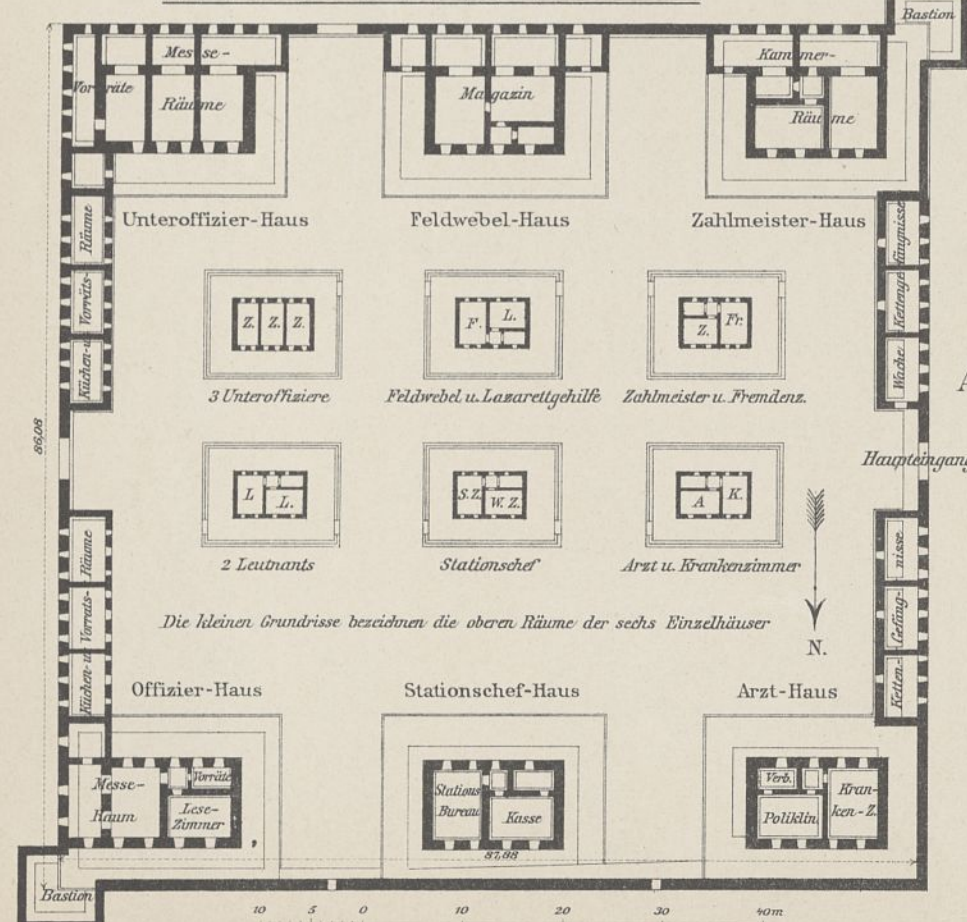 Bastion
Messe-
Vorräte
Räume
Magazin
Kammer-
Räume
Unteroffizier-Haus
Feldwebel-Haus
Zahlmeister-Haus
Räume
Vorräts-
Küchen-u.
fängnisse
Kettenge
Wache
Z. Z. Z.
F. L.
Z. Fr.
3 Unteroffiziere
Feldwebel u. Lazarettgehilfe
Zahlmeister u. Fremdenz.
86,08
Haupteingang
L L.
S.Z. W.Z.
A K.
2 Leutnants
Stationschef
Arzt u. Krankenzimmer
Räume
Vorrats-
Küchen-u.
nisse
Gefäng-
Ketten-
Die kleinen Grundrisse bezeichnen die oberen Räume der sechs Einzelhäuser
N.
Offizier-Haus
Stationschef-Haus
Arzt-Haus
Messe-
Raum
Vorräte
Lese-
Zimmer
Stations
Bureau
Kasse
Verb.
Poliklin.
Kran-
ken-Z.
87,88
Bastion
10 5 0 10 20 30 40m